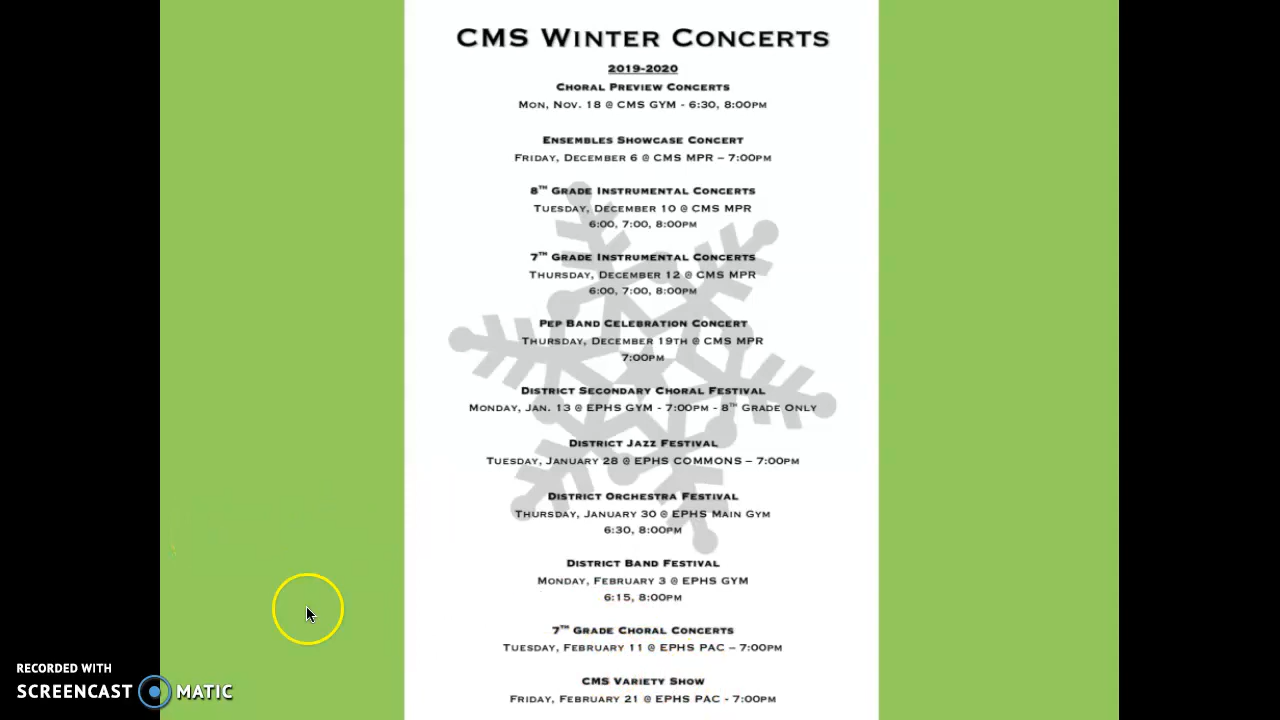 CMS WINTER CONCERTS
2019-2020
CHORAL PREVIEW CONCERTS
MON, NOV. 18 @ CMS GYM - 6:30, 8:00PM
ENSEMBLES SHOWCASE CONCERT
FRIDAY, DECEMBER 6 @ CMS MPR – 7:00PM
8TH GRADE INSTRUMENTAL CONCERTS
TUESDAY, DECEMBER 10 @ CMS MPR
6:00, 7:00, 8:00PM
7TH GRADE INSTRUMENTAL CONCERTS
THURSDAY, DECEMBER 12 @ CMS MPR
6:00, 7:00, 8:00PM
PEP BAND CELEBRATION CONCERT
THURSDAY, DECEMBER 19TH @ CMS MPR
7:00PM
DISTRICT SECONDARY CHORAL FESTIVAL
MONDAY, JAN. 13 @ EPHS GYM - 7:00PM - 8TH GRADE ONLY
DISTRICT JAZZ FESTIVAL
TUESDAY, JANUARY 28 @ EPHS COMMONS – 7:00PM
DISTRICT ORCHESTRA FESTIVAL
THURSDAY, JANUARY 30 @ EPHS MAIN GYM
6:30, 8:00PM
DISTRICT BAND FESTIVAL
MONDAY, FEBRUARY 3 @ EPHS GYM
6:15, 8:00PM
7TH GRADE CHORAL CONCERTS
TUESDAY, FEBRUARY 11 @ EPHS PAC – 7:00PM
CMS VARIETY SHOW
FRIDAY, FEBRUARY 21 @ EPHS PAC - 7:00PM
RECORDED WITH
SCREENCAST MATIC